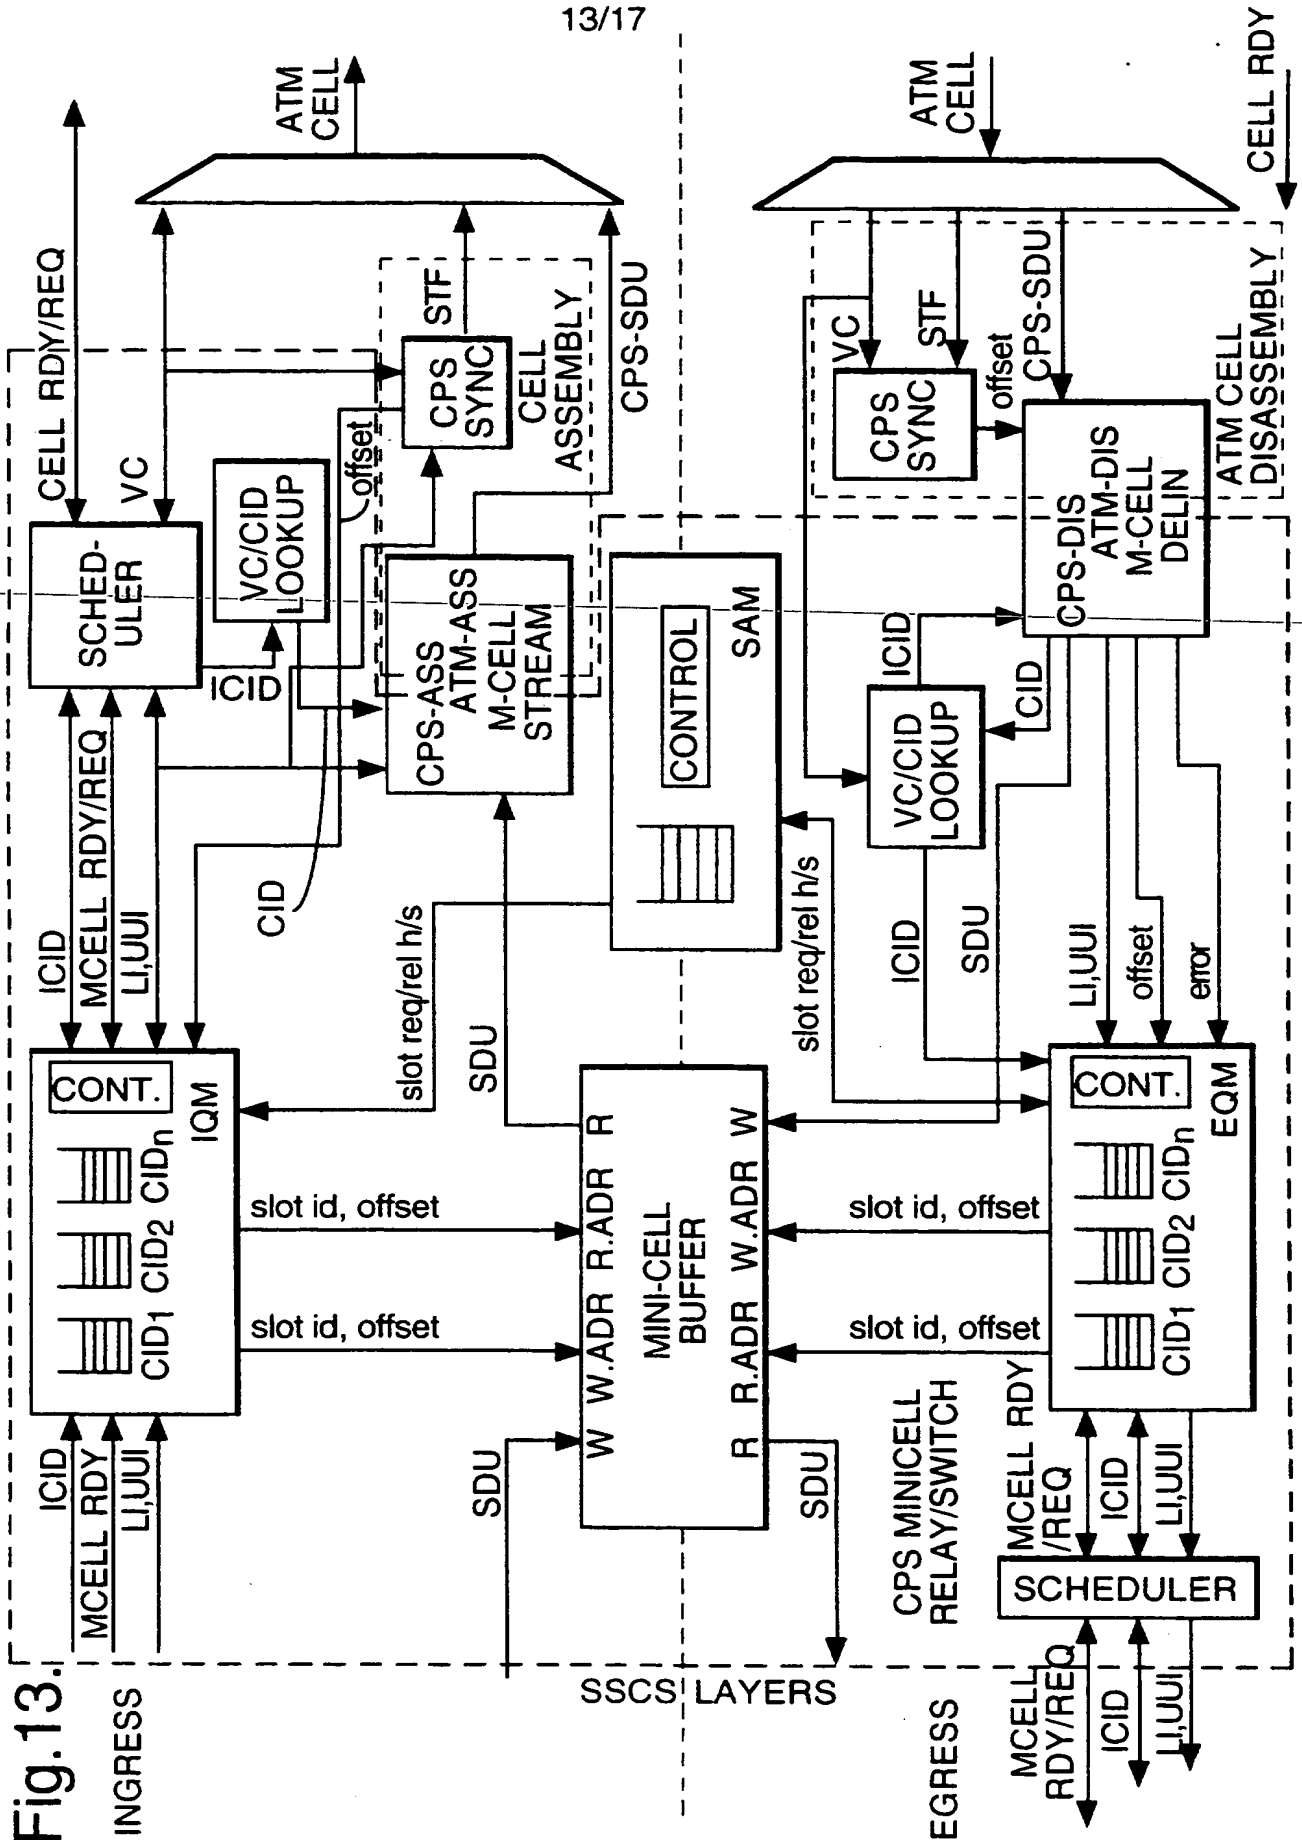 13/17
Fig.13.
INGRESS
ICID
MCELL RDY
LI,UUI
CONT.
IQM
CID1
CID2
CIDn
ICID
MCELL RDY/REQ
LI,UUI
SCHED-
ULER
CELL RDY/REQ
VC
ICID
VC/CID
LOOKUP
offset
CID
CPS-ASS
ATM-ASS
M-CELL
STREAM
CPS
SYNC
STF
CELL
ASSEMBLY
CPS-SDU
ATM
CELL
slot id, offset
slot id, offset
slot req/rel h/s
SDU
SDU
W
W.ADR
R.ADR
R
MINI-CELL
BUFFER
R
R.ADR
W.ADR
W
SDU
CONTROL
SAM
SSCS LAYERS
slot req/rel h/s
slot id, offset
slot id, offset
CPS MINICELL
RELAY/SWITCH
EGRESS
MCELL
RDY/REQ
ICID
LI,UUI
SCHEDULER
MCELL RDY
/REQ
ICID
LI,UUI
CONT.
EQM
CID1
CID2
CIDn
ICID
SDU
LI,UUI
offset
error
VC/CID
LOOKUP
ICID
CID
CPS-DIS
ATM-DIS
M-CELL
DELIN
CPS
SYNC
VC
STF
offset
CPS-SDU
ATM CELL
DISASSEMBLY
ATM
CELL
CELL RDY